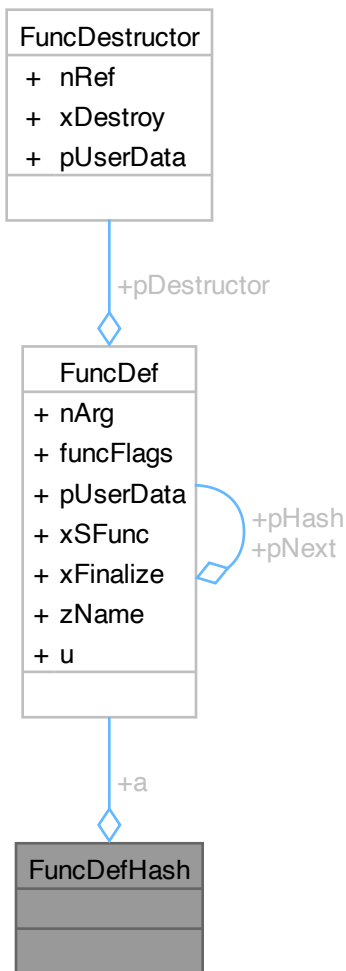 FuncDestructor
+ nRef
+ xDestroy
+ pUserData
+pDestructor
FuncDef
+ nArg
+ funcFlags
+ pUserData
+ xSFunc
+ xFinalize
+ zName
+ u
+pHash
+pNext
+a
FuncDefHash